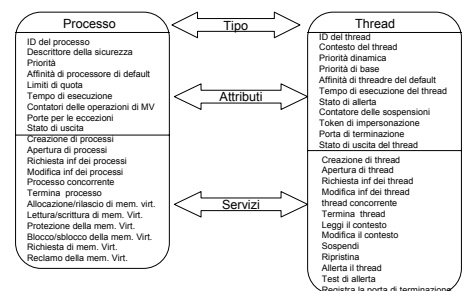 Processo
ID del processo
Descrittore della sicurezza
Priorità
Affinità di processore di default
Limiti di quota
Tempo di esecuzione
Contatori delle operazioni di MV
Porte per le eccezioni
Stato di uscita
Creazione di processi
Apertura di processi
Richiesta inf dei processi
Modifica inf dei processi
Processo concorrente
Termina processo
Allocazione/rilascio di mem. virt.
Lettura/scrittura di mem. Virt.
Protezione della mem. Virt.
Blocco/sblocco della mem. Virt.
Richiesta di mem. Virt.
Reclamo della mem. Virt.
Tipo
Attributi
Servizi
Thread
ID del thread
Contesto del thread
Priorità dinamica
Priorità di base
Affinità di threadre del default
Tempo di esecuzione del thread
Stato di allerta
Contatore delle sospensioni
Token di impersonazione
Porta di terminazione
Stato di uscita del thread
Creazione di thread
Apertura di thread
Richiesta inf dei thread
Modifica inf dei thread
thread concorrente
Termina thread
Leggi il contesto
Modifica il contesto
Sospendi
Ripristina
Allerta il thread
Test di allerta
Registra la porta di terminazione